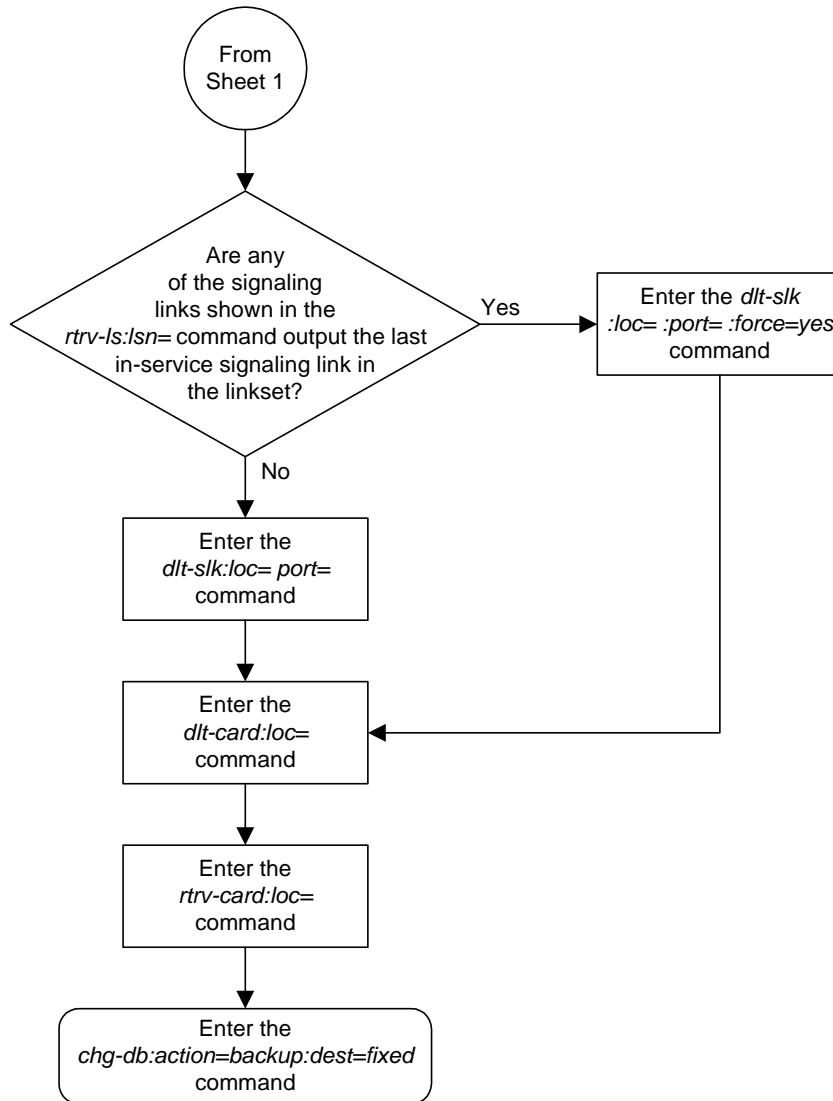 From
Sheet 1
Are any
of the signaling
links shown in the
rtrv-ls:lsn= command output the last
in-service signaling link in
the linkset?
Yes
Enter the dlt-slk
:loc= :port= :force=yes
command
No
Enter the
dlt-slk:loc= port=
command
Enter the
dlt-card:loc=
command
Enter the
rtrv-card:loc=
command
Enter the
chg-db:action=backup:dest=fixed
command